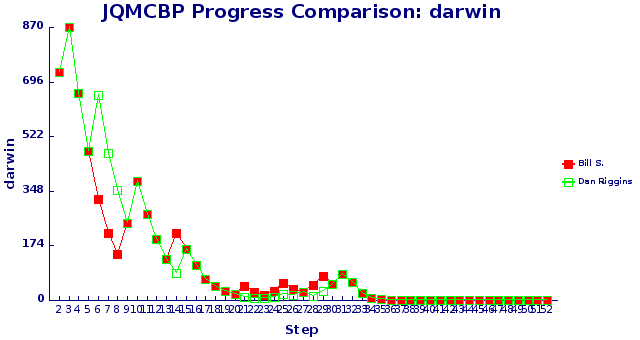 JQMCBP Progress Comparison: darwin
870
696
522
348
174
0
darwin
2 3 4 5 6 7 8 9 10 11 12 13 14 15 16 17 18 19 20 21 22 23 24 25 26 27 28 29 30 31 32 33 34 35 36 37 38 39 40 41 42 43 44 45 46 47 48 49 50 51 52
Step
Bill S.
Dan Riggins